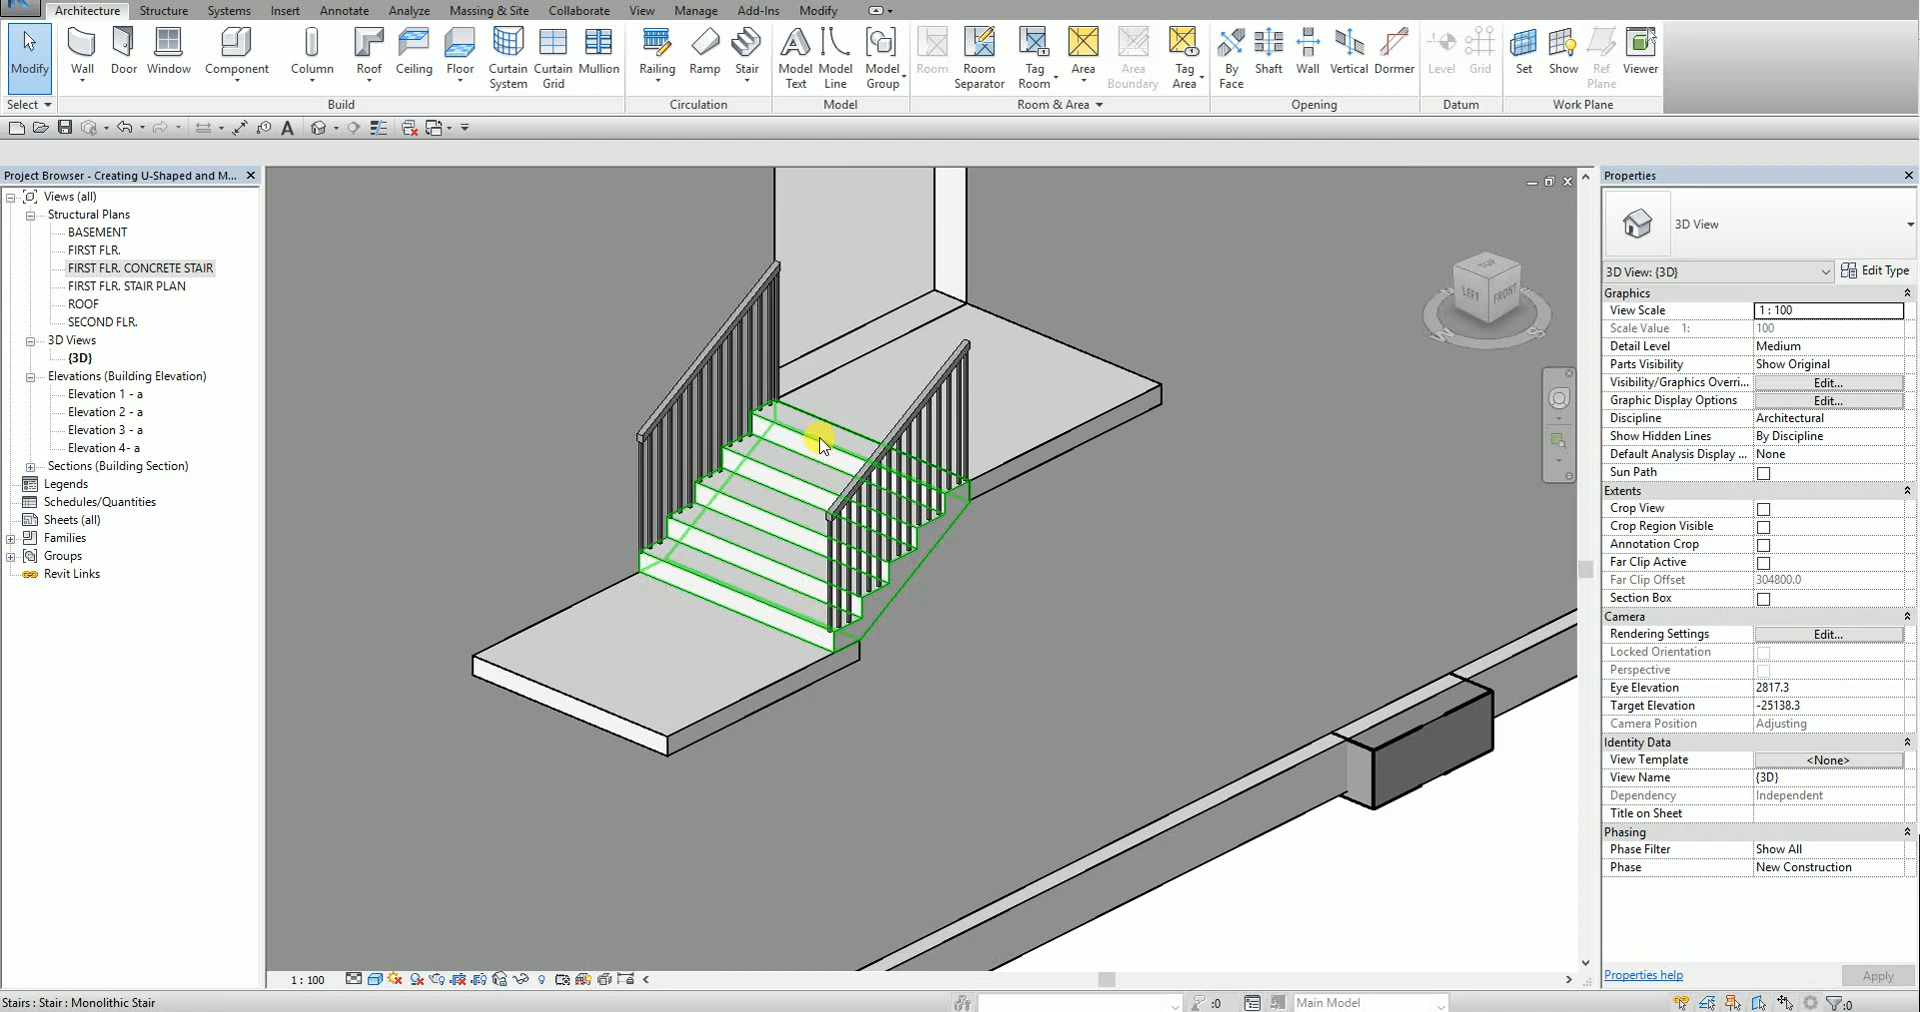 Architecture Structure Systems Insert Annotate Analyze Massing & Site Collaborate View Manage Add-Ins Modify
Modify Wall Door Window Component Column Roof Ceiling Floor Curtain System Curtain Grid Mullion Railing Ramp Stair Model Text Model Line Model Group Room Room Separator Tag Room Area Area Boundary Tag Area By Face Shaft Wall Vertical Dormer Level Grid Set Show Ref Plane Viewer
Select Build Circulation Model Room & Area Opening Datum Work Plane
Project Browser - Creating U-Shaped and M...
Views (all)
Structural Plans
BASEMENT
FIRST FLR.
FIRST FLR. CONCRETE STAIR
FIRST FLR. STAIR PLAN
ROOF
SECOND FLR.
3D Views
{3D}
Elevations (Building Elevation)
Elevation 1 - a
Elevation 2 - a
Elevation 3 - a
Elevation 4- a
Sections (Building Section)
Legends
Schedules/Quantities
Sheets (all)
Families
Groups
Revit Links
TOP
LEFT FRONT
Properties
3D View
3D View: {3D} Edit Type
Graphics
View Scale 1 : 100
Scale Value 1: 100
Detail Level Medium
Parts Visibility Show Original
Visibility/Graphics Overri... Edit...
Graphic Display Options Edit...
Discipline Architectural
Show Hidden Lines By Discipline
Default Analysis Display ... None
Sun Path
Extents
Crop View
Crop Region Visible
Annotation Crop
Far Clip Active
Far Clip Offset 304800.0
Section Box
Camera
Rendering Settings Edit...
Locked Orientation
Perspective
Eye Elevation 2817.3
Target Elevation -25138.3
Camera Position Adjusting
Identity Data
View Template <None>
View Name {3D}
Dependency Independent
Title on Sheet
Phasing
Phase Filter Show All
Phase New Construction
Properties help Apply
1 : 100
Stairs : Stair : Monolithic Stair :0 Main Model :0